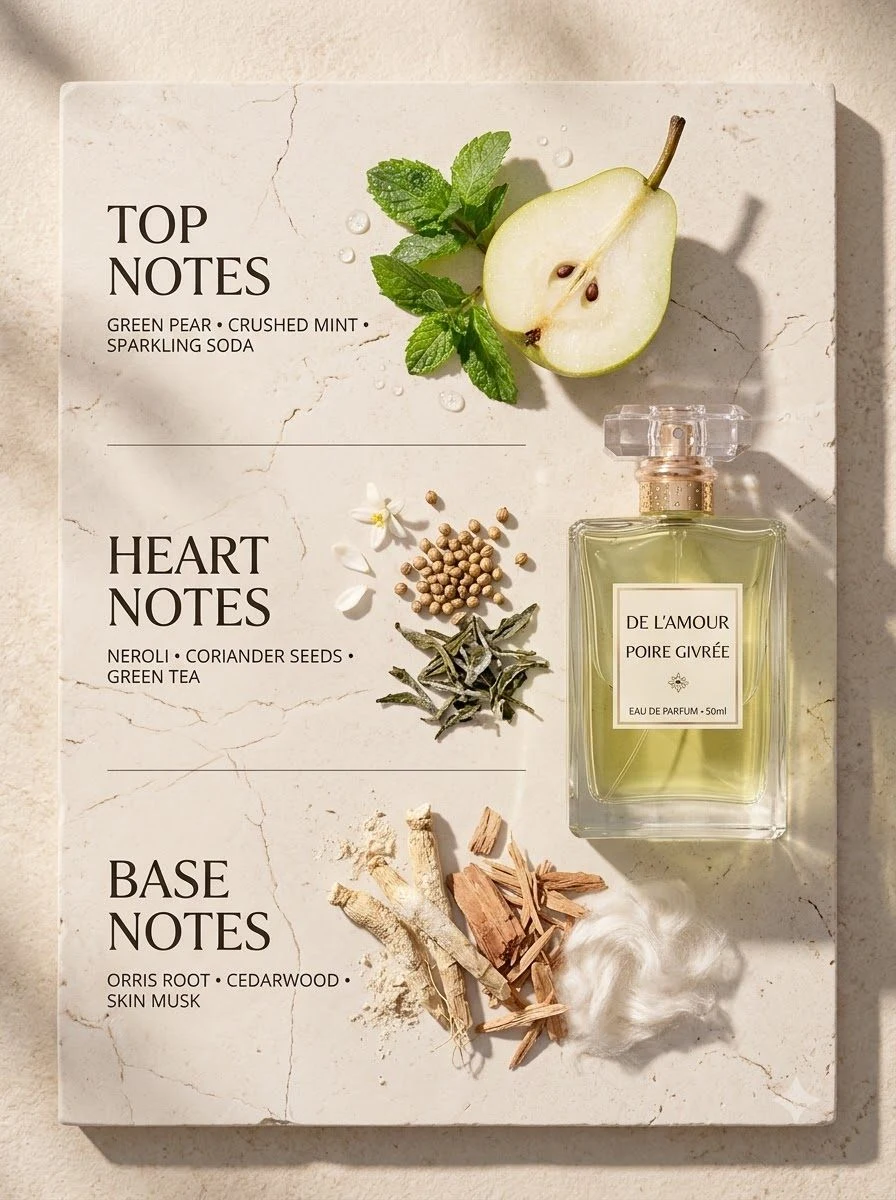 TOP
NOTES
GREEN PEAR • CRUSHED MINT •
SPARKLING SODA
HEART
NOTES
NEROLI • CORIANDER SEEDS •
GREEN TEA
DE L'AMOUR
POIRE GIVRÉE
EAU DE PARFUM • 50ml
BASE
NOTES
ORRIS ROOT • CEDARWOOD •
SKIN MUSK